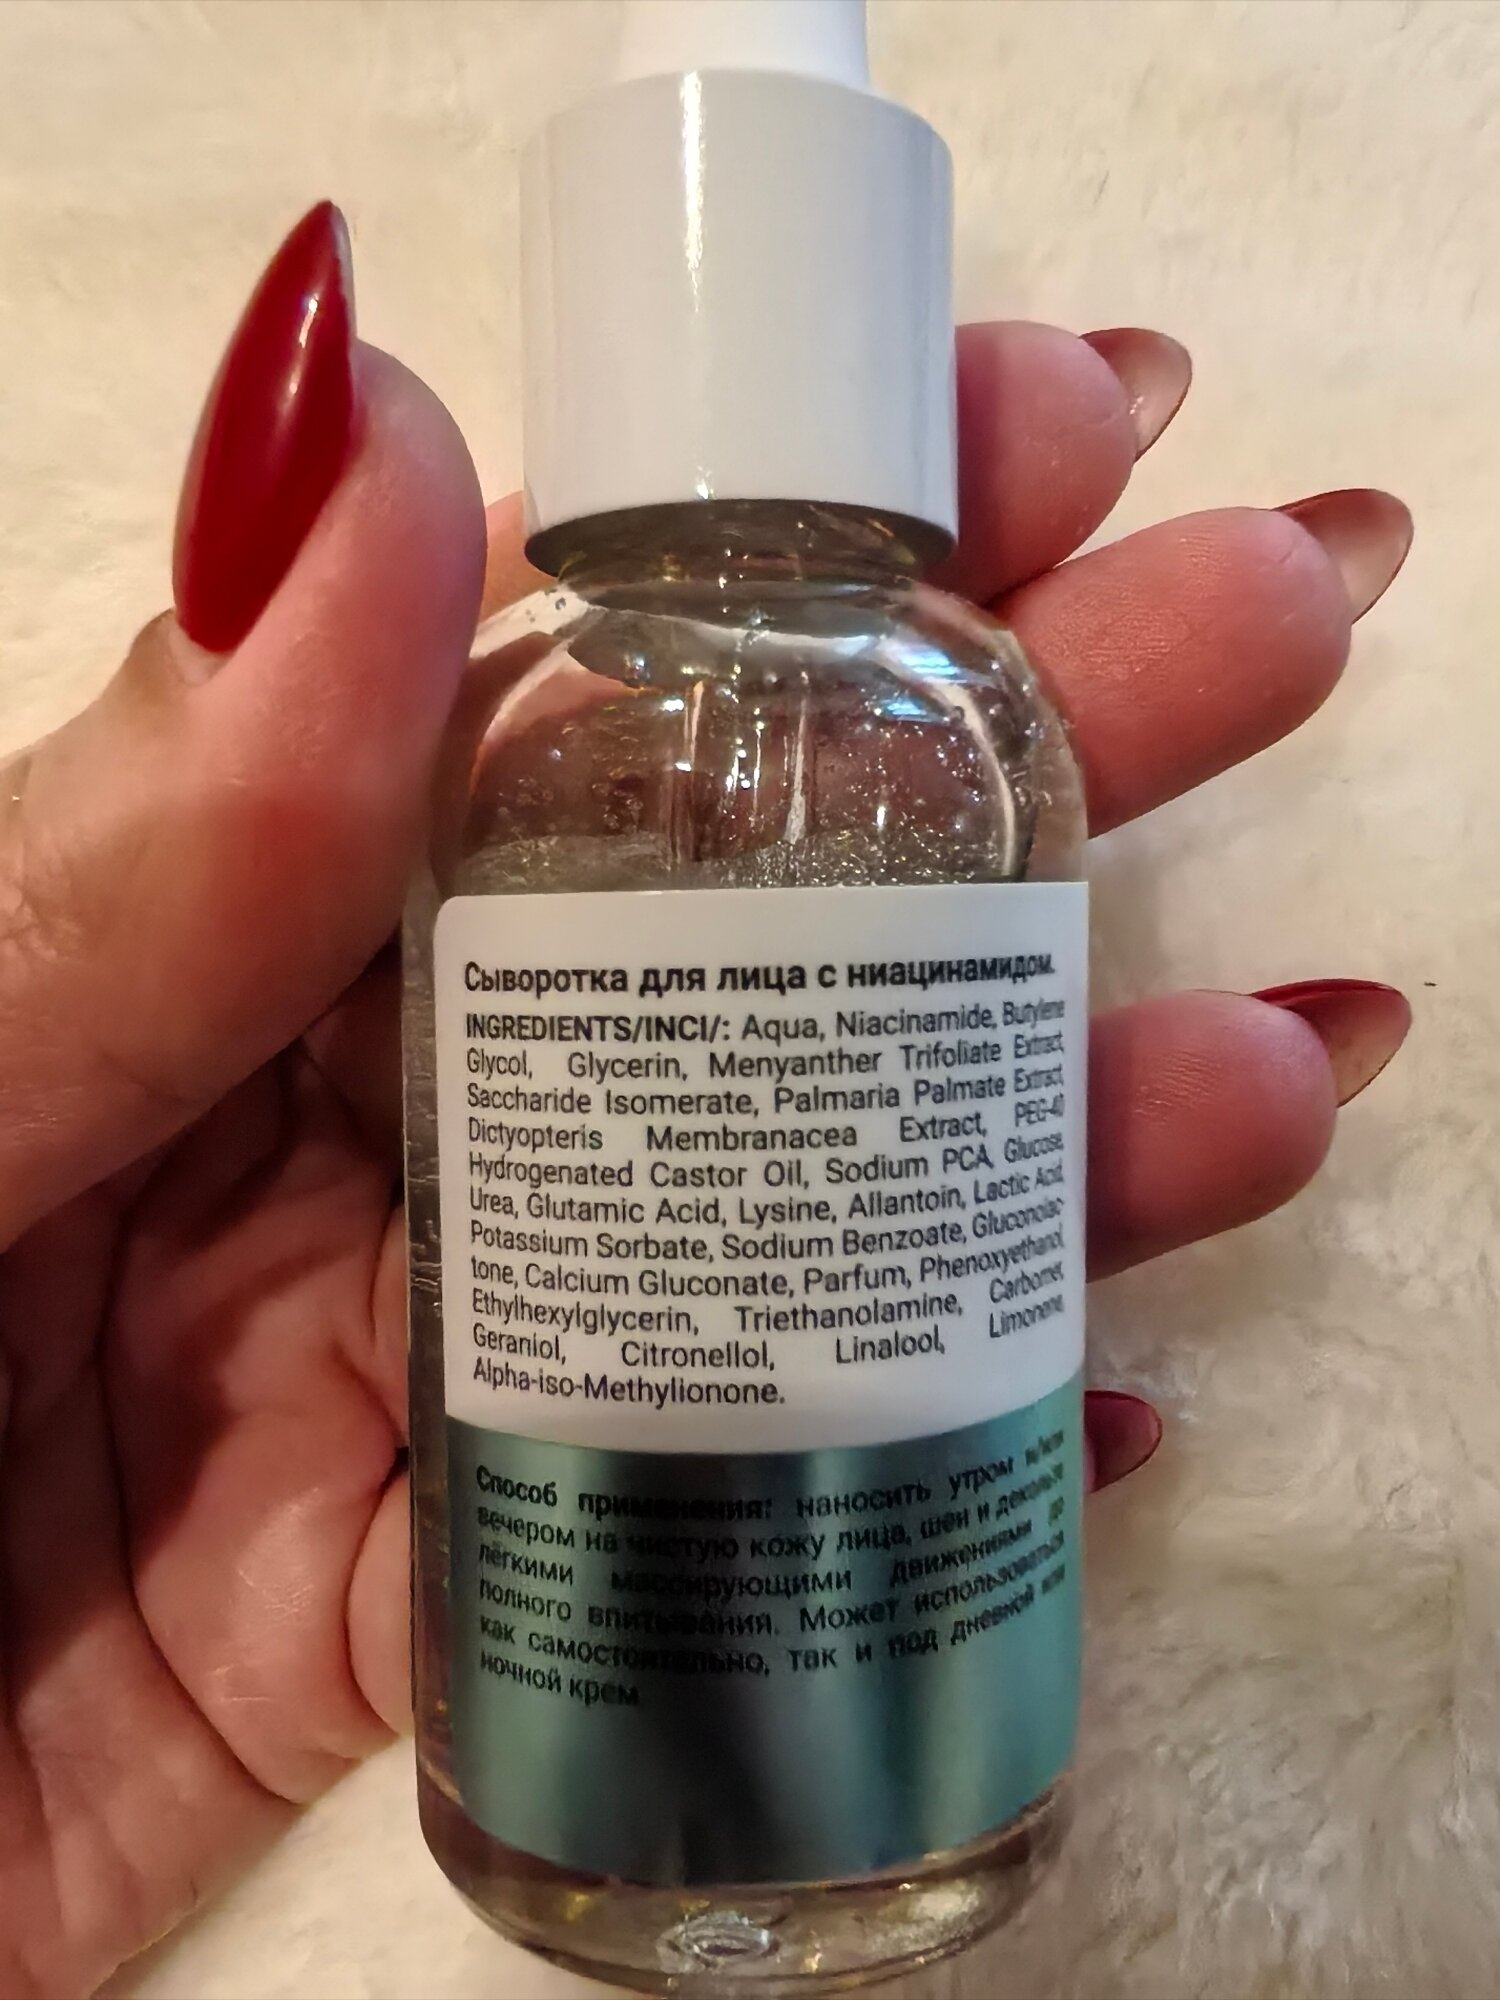 Сыворотка для лица с ниацинамидом.
INGREDIENTS/INCI/: Aqua, Niacinamide, Butylene
Glycol, Glycerin, Menyanther Trifoliate Extract,
Saccharide Isomerate, Palmaria Palmate Extract,
Dictyopteris Membranacea Extract, PEG-40
Hydrogenated Castor Oil, Sodium PCA, Glucose,
Urea, Glutamic Acid, Lysine, Allantoin, Lactic Acid,
Potassium Sorbate, Sodium Benzoate, Gluconolac-
tone, Calcium Gluconate, Parfum, Phenoxyethanol,
Ethylhexylglycerin, Triethanolamine, Carbomer,
Geraniol, Citronellol, Linalool, Limonene,
Alpha-iso-Methylionone.
Способ применения: наносить утром и/или
вечером на чистую кожу лица, шеи и декольте
лёгкими массирующими движениями до
полного впитывания. Может использоваться
как самостоятельно, так и под дневной или
ночной крем